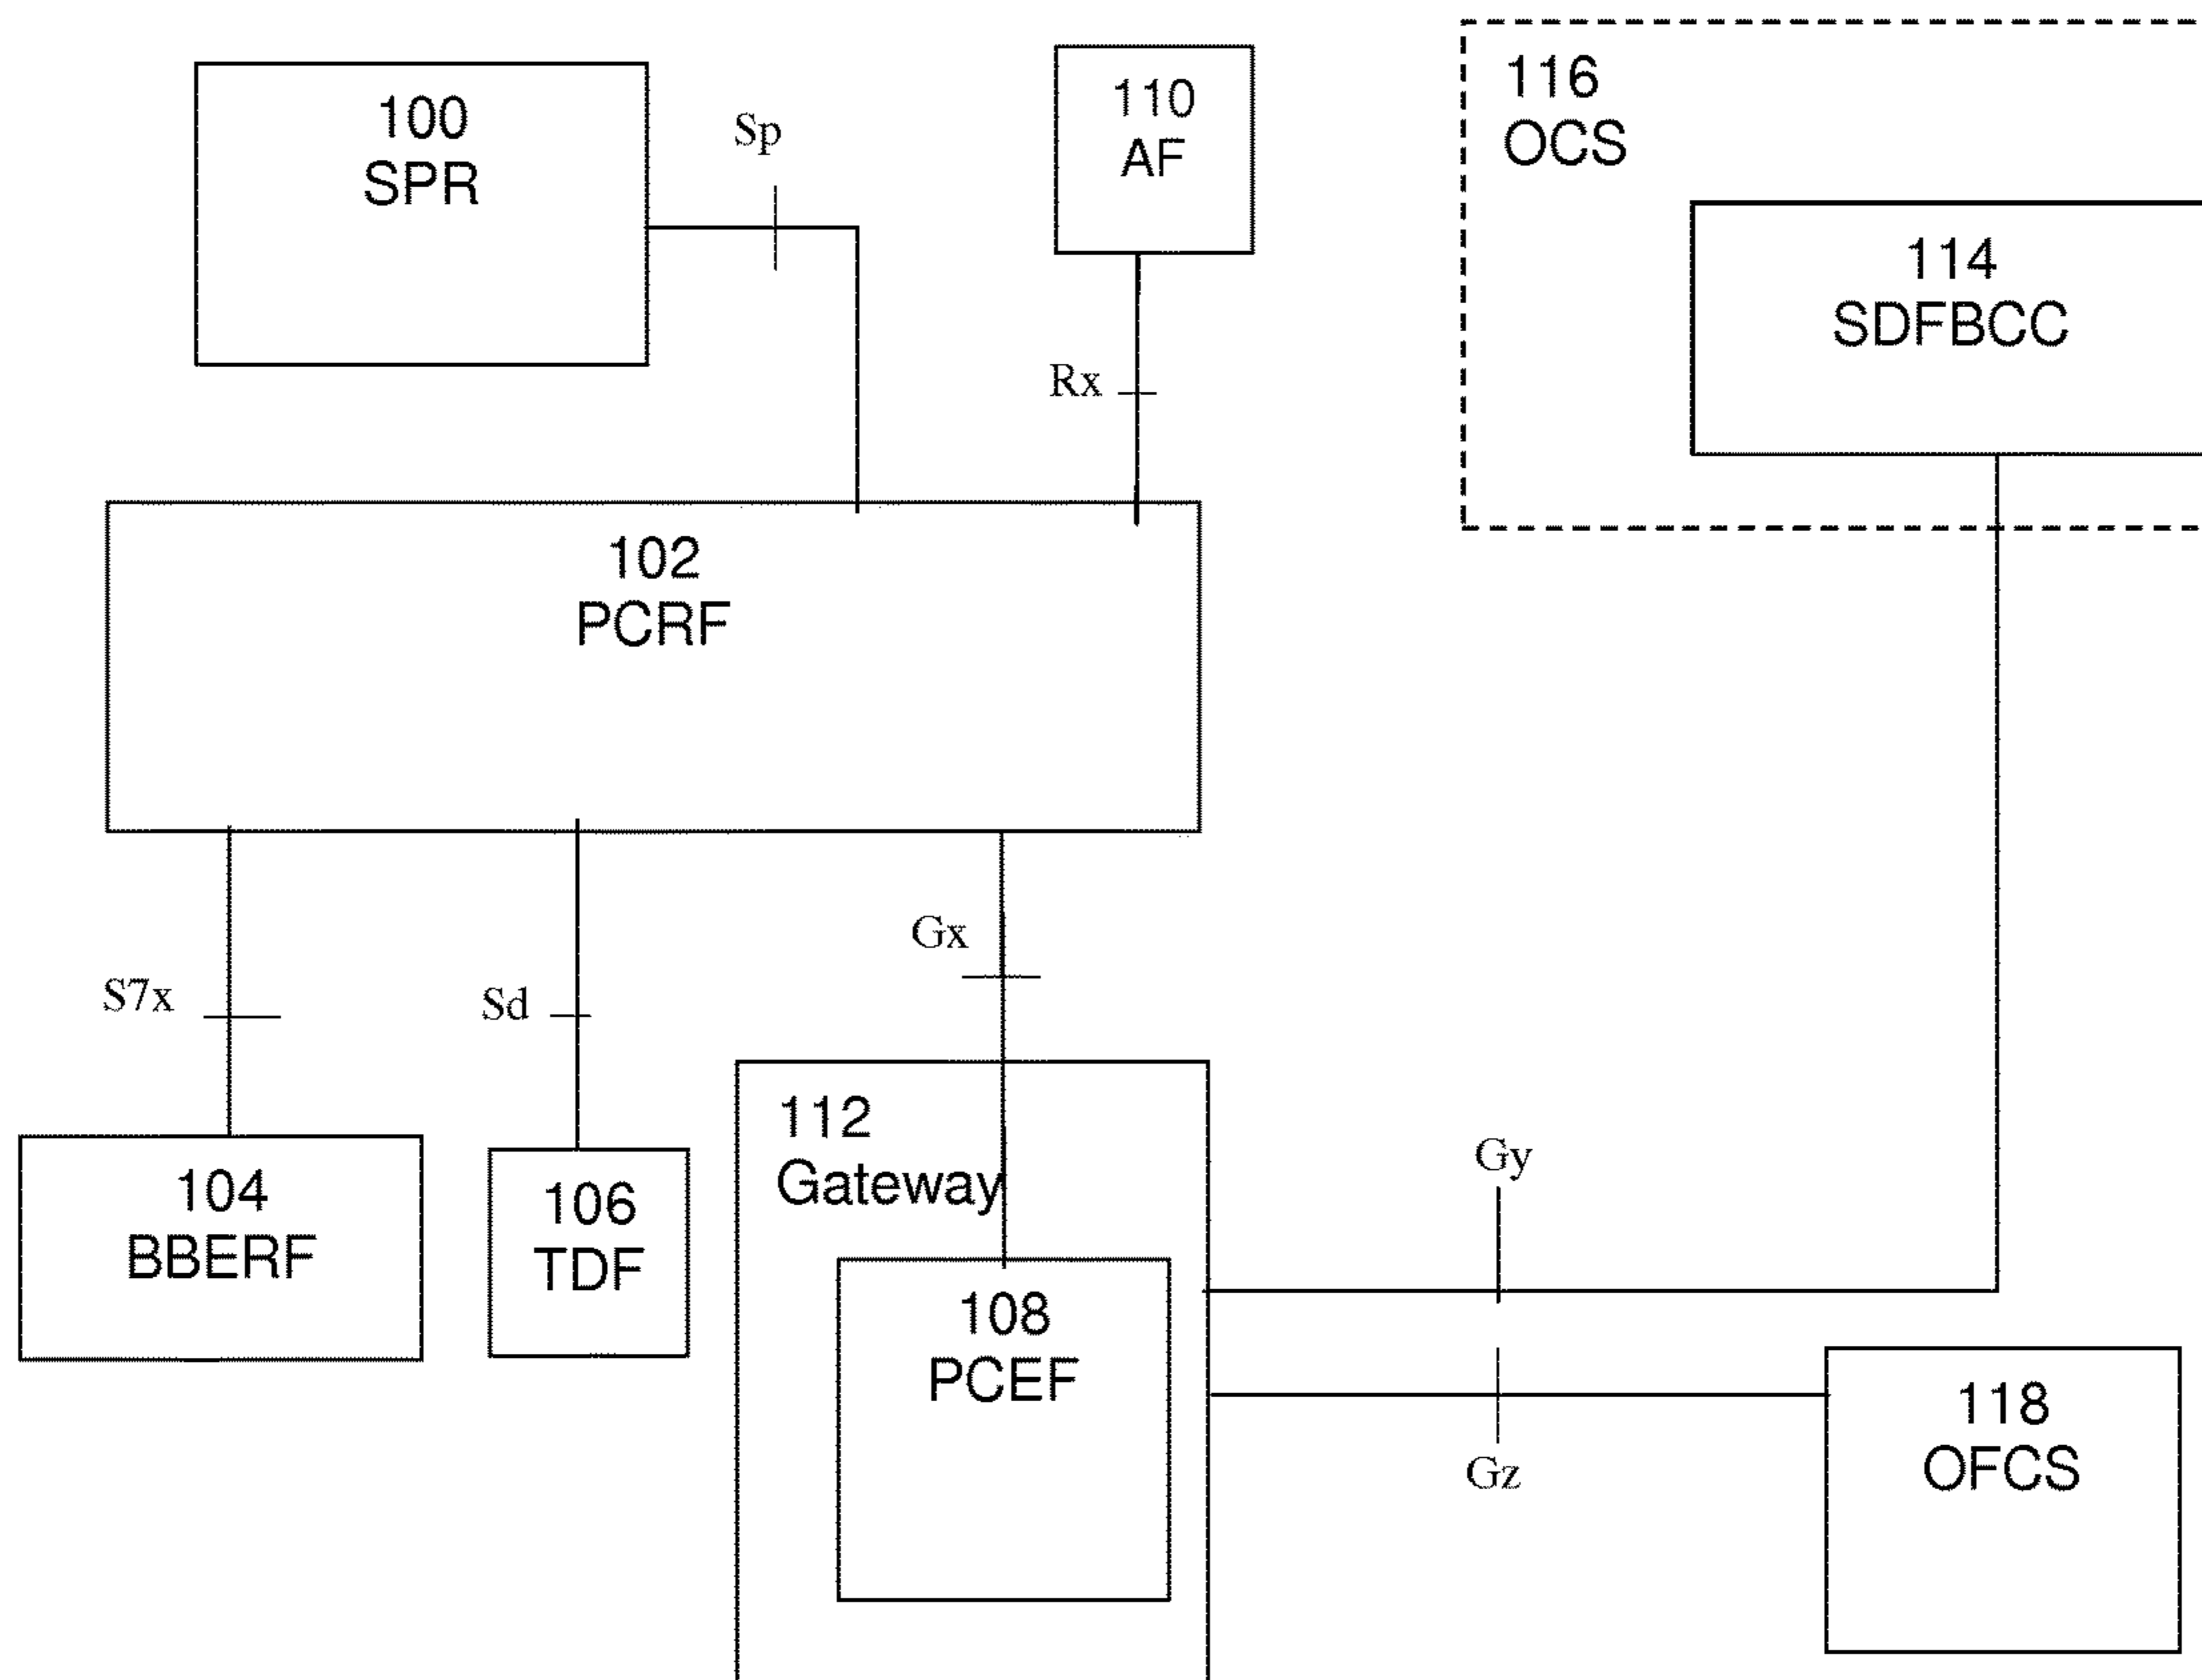 100
SPR
Sp
110
AF
116
OCS
114
SDFBCC
Rx
102
PCRF
Gx
S7x
Sd
112
Gateway
104
BBERF
106
TDF
108
PCEF
Gy
Gz
118
OFCS